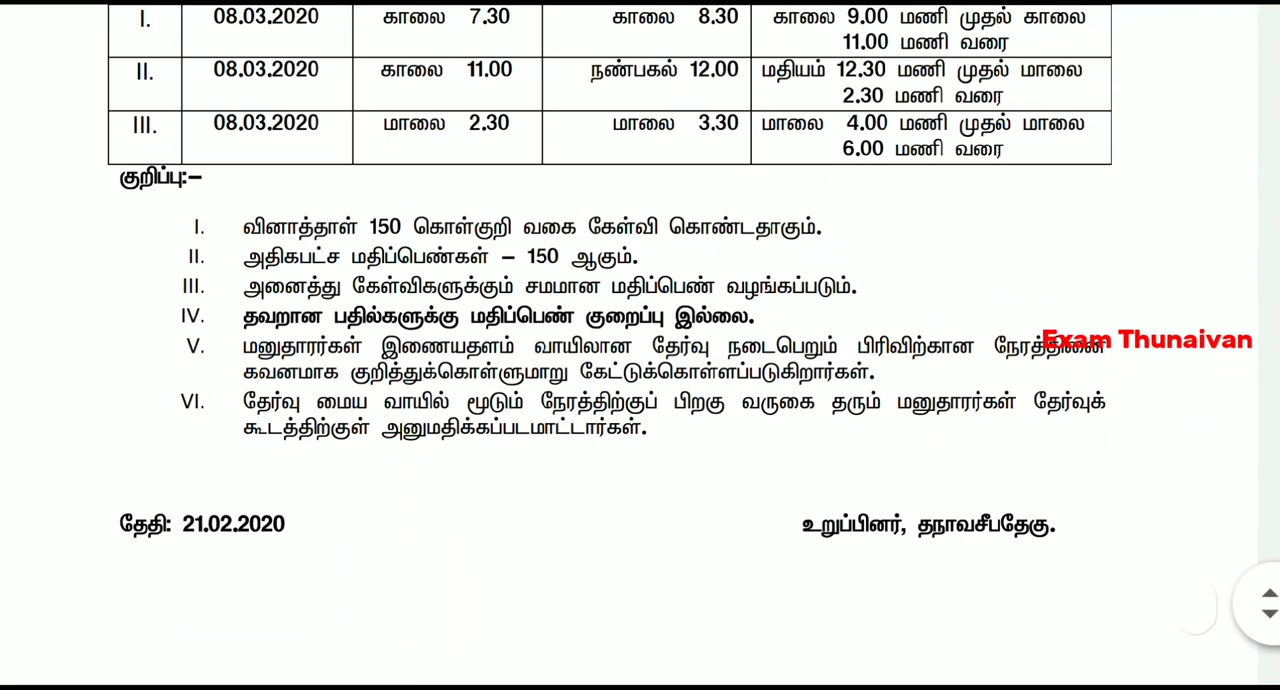 I. 08.03.2020 காலை 7.30 காலை 8.30 காலை 9.00 மணி முதல் காலை
11.00 மணி வரை
II. 08.03.2020 காலை 11.00 நண்பகல் 12.00 மதியம் 12.30 மணி முதல் மாலை
2.30 மணி வரை
III. 08.03.2020 மாலை 2.30 மாலை 3.30 மாலை 4.00 மணி முதல் மாலை
6.00 மணி வரை
குறிப்பு:–
I. வினாத்தாள் 150 கொள்குறி வகை கேள்வி கொண்டதாகும்.
II. அதிகபட்ச மதிப்பெண்கள் – 150 ஆகும்.
III. அனைத்து கேள்விகளுக்கும் சமமான மதிப்பெண் வழங்கப்படும்.
IV. தவறான பதில்களுக்கு மதிப்பெண் குறைப்பு இல்லை.
V. மனுதாரர்கள் இணையதளம் வாயிலான தேர்வு நடைபெறும் பிரிவிற்கான நேரத்தினை
Exam Thunaivan
கவனமாக குறித்துக்கொள்ளுமாறு கேட்டுக்கொள்ளப்படுகிறார்கள்.
VI. தேர்வு மைய வாயில் மூடும் நேரத்திற்குப் பிறகு வருகை தரும் மனுதாரர்கள் தேர்வுக்
கூடத்திற்குள் அனுமதிக்கப்படமாட்டார்கள்.
தேதி: 21.02.2020 உறுப்பினர், தநாவசீபதேகு.